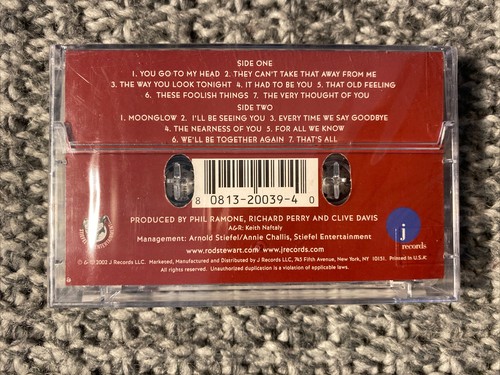 SIDE ONE
1. YOU GO TO MY HEAD 2. THEY CAN'T TAKE THAT AWAY FROM ME
3. THE WAY YOU LOOK TONIGHT 4. IT HAD TO BE YOU 5. THAT OLD FEELING
6. THESE FOOLISH THINGS 7. THE VERY THOUGHT OF YOU
SIDE TWO
1. MOONGLOW 2. I'LL BE SEEING YOU 3. EVERY TIME WE SAY GOODBYE
4. THE NEARNESS OF YOU 5. FOR ALL WE KNOW
6. WE'LL BE TOGETHER AGAIN 7. THAT'S ALL
8 0813-20039-4 0
PRODUCED BY PHIL RAMONE, RICHARD PERRY AND CLIVE DAVIS
A&R: Keith Naftaly
Management: Arnold Stiefel/Annie Challis, Stiefel Entertainment
www.rodstewart.com www.jrecords.com
j
records
℗ & © 2002 J Records LLC. Marketed, Manufactured and Distributed by J Records LLC, 745 Fifth Avenue, New York, NY 10151. Printed in U.S.A.
All rights reserved. Unauthorized duplication is a violation of applicable laws.